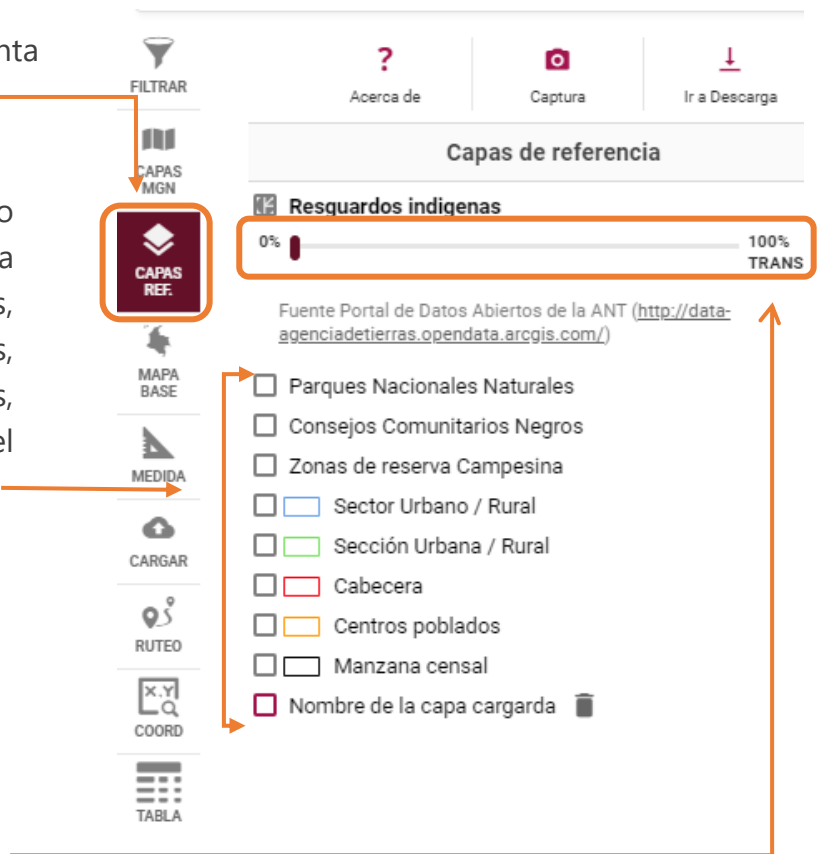 nta
o
a
s,
s,
s,
el
FILTRAR
CAPAS
MGN
CAPAS
REF.
MAPA
BASE
MEDIDA
CARGAR
RUTEO
X.Y
COORD
TABLA
?
Acerca de
Captura
Ir a Descarga
Capas de referencia
Resguardos indigenas
0%
100%
TRANS
Fuente Portal de Datos Abiertos de la ANT (http://data-
agenciadetierras.opendata.arcgis.com/)
Parques Nacionales Naturales
Consejos Comunitarios Negros
Zonas de reserva Campesina
Sector Urbano / Rural
Sección Urbana / Rural
Cabecera
Centros poblados
Manzana censal
Nombre de la capa cargarda